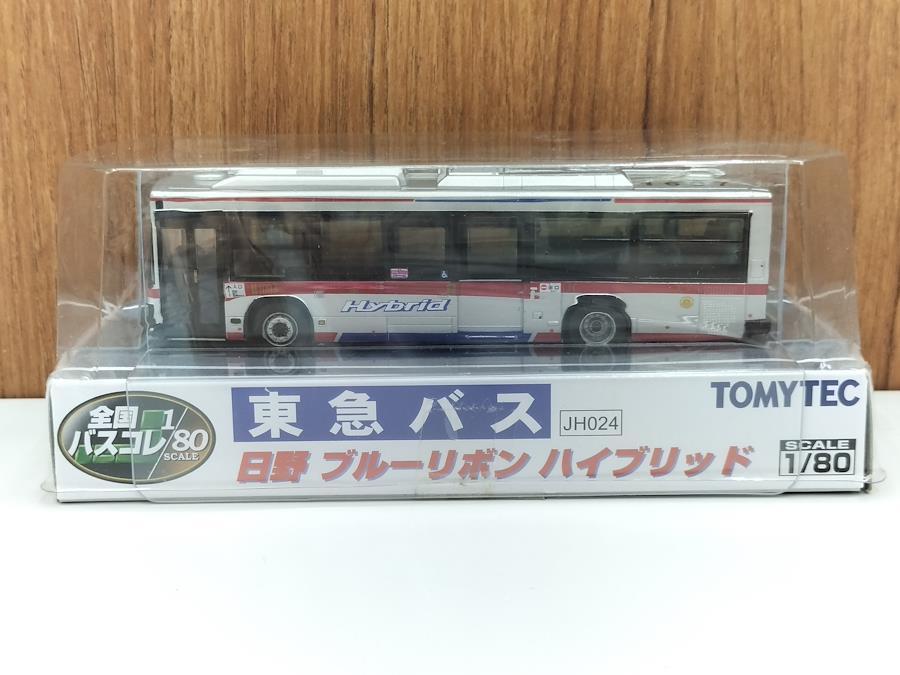 Hybrid
全国
バスコレ
1/80
SCALE
東急バス
JH024
TOMYTEC
日野 ブルーリボン ハイブリッド
SCALE
1/80